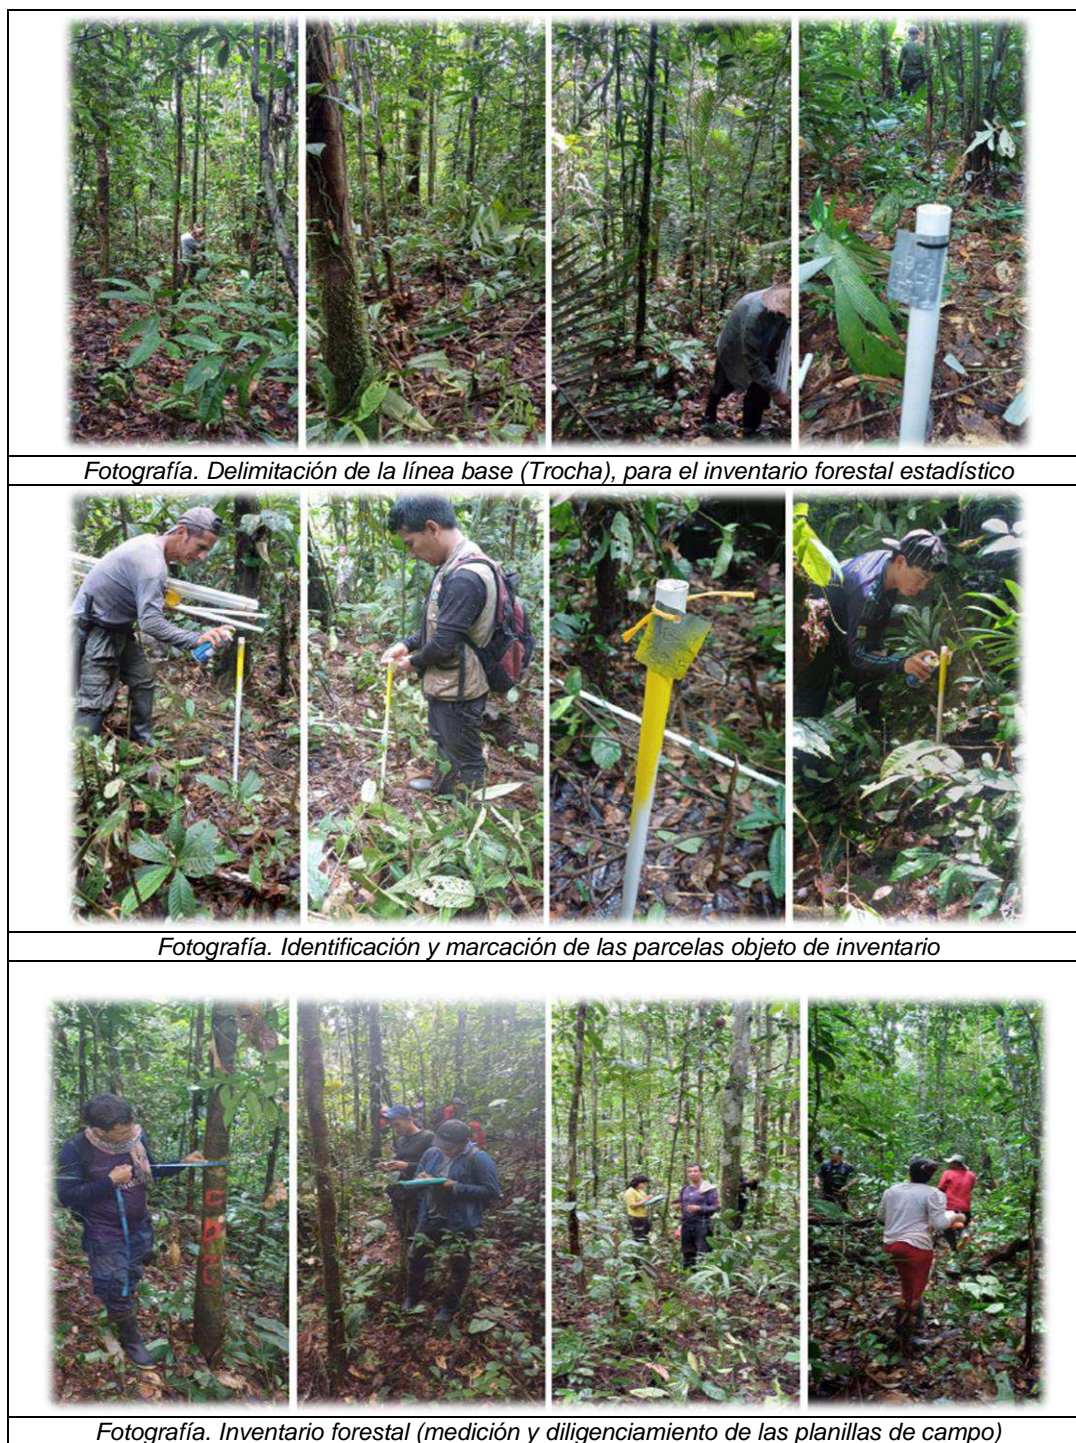 Fotografía. Delimitación de la línea base (Trocha), para el inventario forestal estadístico
Fotografía. Identificación y marcación de las parcelas objeto de inventario
Fotografía. Inventario forestal (medición y diligenciamiento de las planillas de campo)